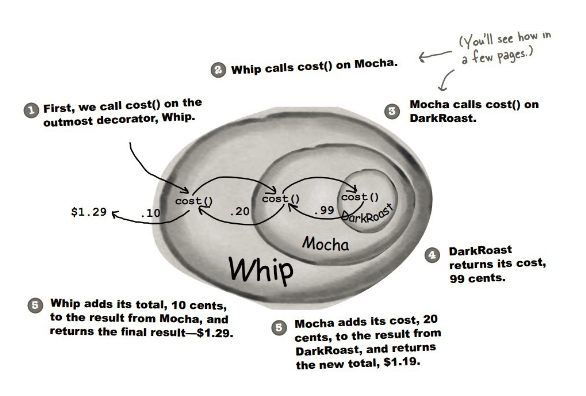 (You'll see how in
a few pages.)
2 Whip calls cost() on Mocha.
1 First, we call cost() on the
outmost decorator, Whip.
3 Mocha calls cost() on
DarkRoast.
cost() cost() cost()
$1.29 .10 .20 .99 DarkRoast
Mocha
Whip
4 DarkRoast
returns its cost,
99 cents.
5 Whip adds its total, 10 cents,
to the result from Mocha, and
returns the final result—$1.29.
5 Mocha adds its cost, 20
cents, to the result from
DarkRoast, and returns
the new total, $1.19.